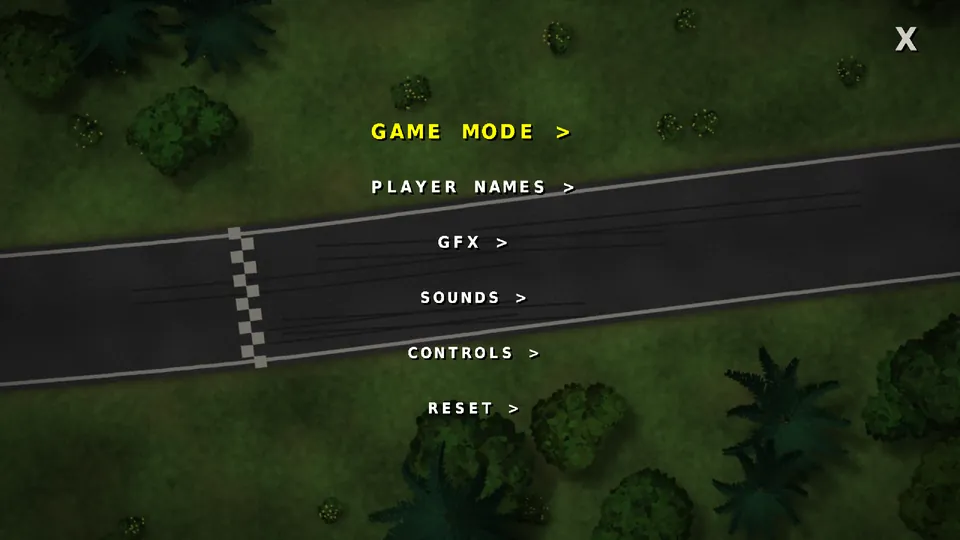 X
GAME MODE >
PLAYER NAMES >
GFX >
SOUNDS >
CONTROLS >
RESET >